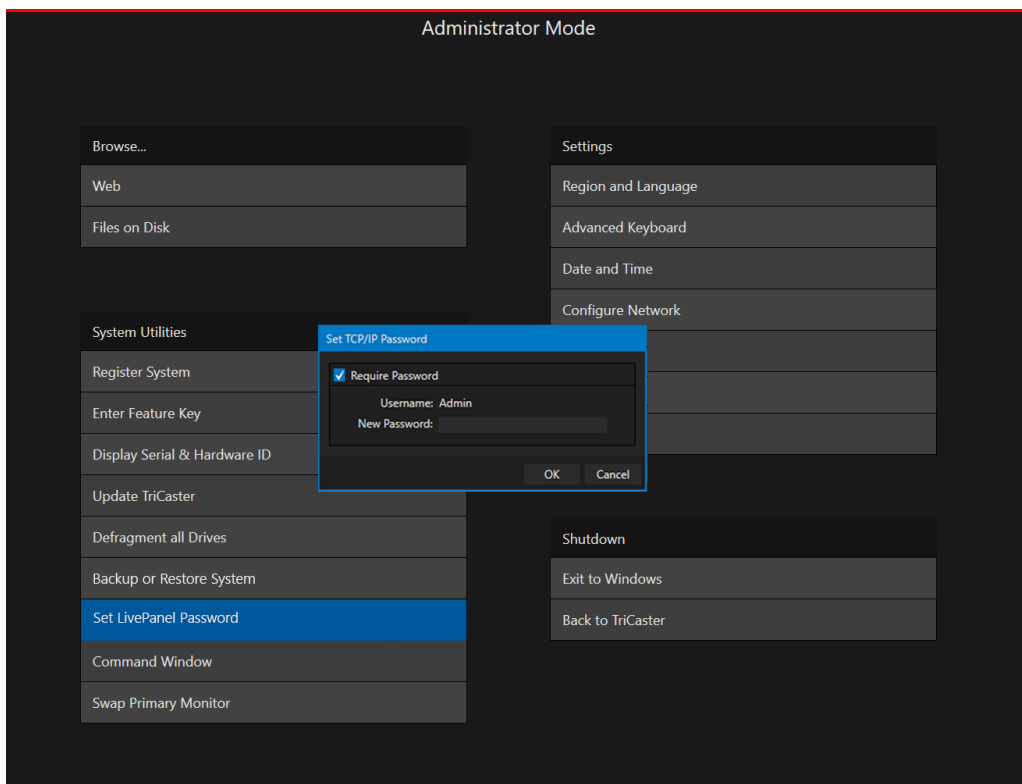 Administrator Mode
Browse...
Web
Files on Disk
System Utilities
Register System
Enter Feature Key
Display Serial & Hardware ID
Update TriCaster
Defragment all Drives
Backup or Restore System
Set LivePanel Password
Command Window
Swap Primary Monitor
Settings
Region and Language
Advanced Keyboard
Date and Time
Configure Network
Set TCP/IP Password
Require Password
Username: Admin
New Password:
OK Cancel
Shutdown
Exit to Windows
Back to TriCaster